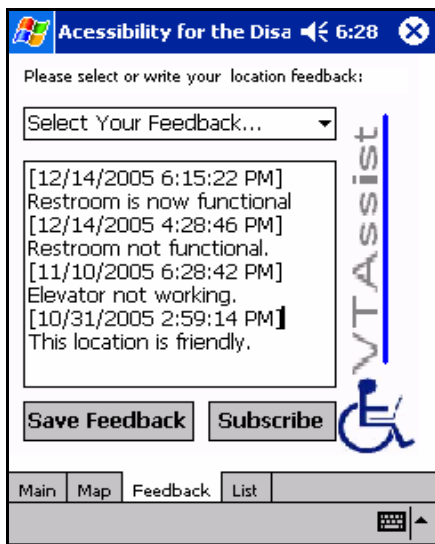 Acessibility for the Disa 6:28
Please select or write your location feedback:
Select Your Feedback...
[12/14/2005 6:15:22 PM]
Restroom is now functional
[12/14/2005 4:28:46 PM]
Restroom not functional.
[11/10/2005 6:28:42 PM]
Elevator not working.
[10/31/2005 2:59:14 PM]
This location is friendly.
VTAssist
Save Feedback Subscribe
Main Map Feedback List